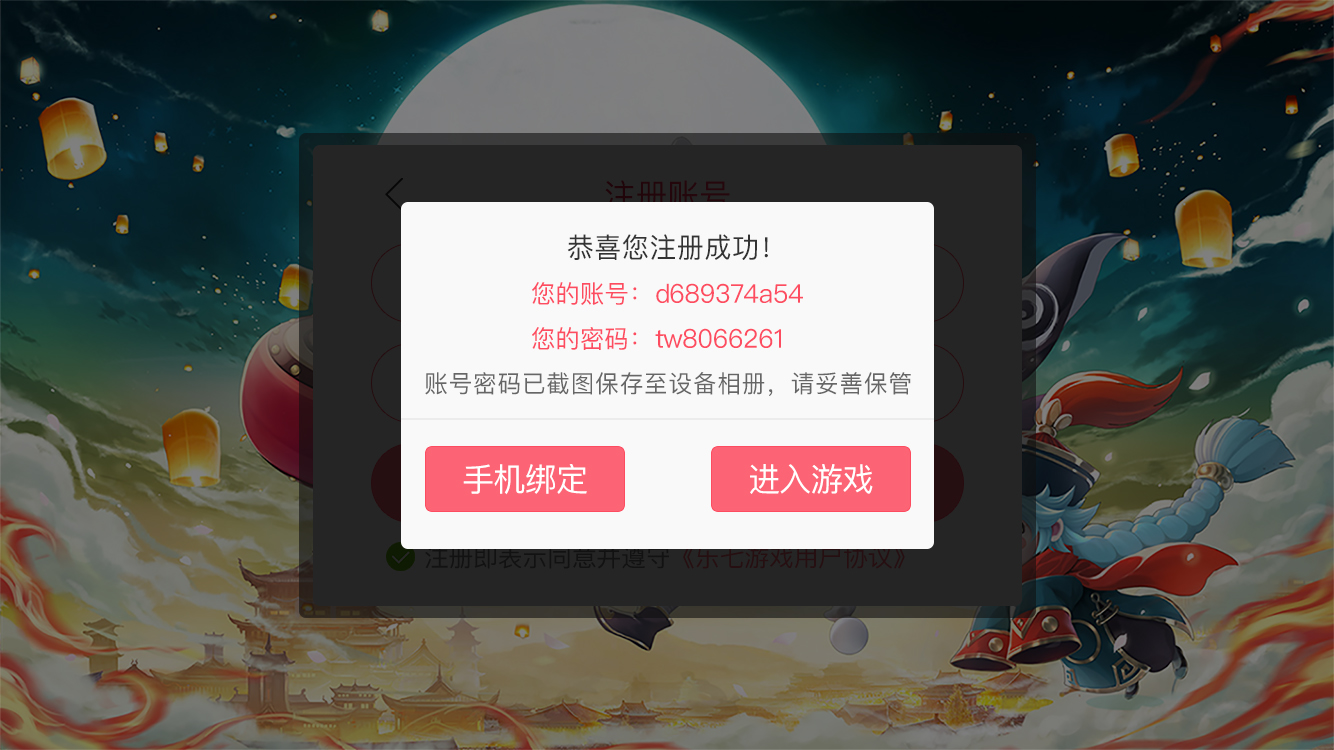 注册账号
恭喜您注册成功！
您的账号：d689374a54
您的密码：tw8066261
账号密码已截图保存至设备相册，请妥善保管
手机绑定
进入游戏
注册即表示同意并遵守《乐七游戏用户协议》